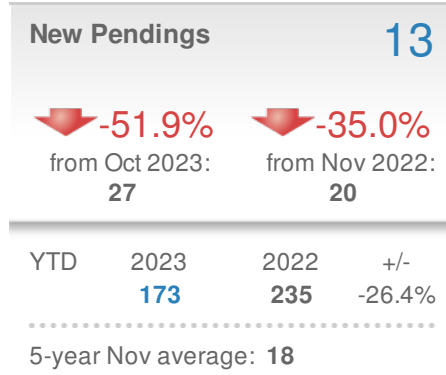 New Pendings 13
-51.9% -35.0%
from Oct 2023: from Nov 2022:
27 20
YTD 2023 2022 +/-
173 235 -26.4%
5-year Nov average: 18